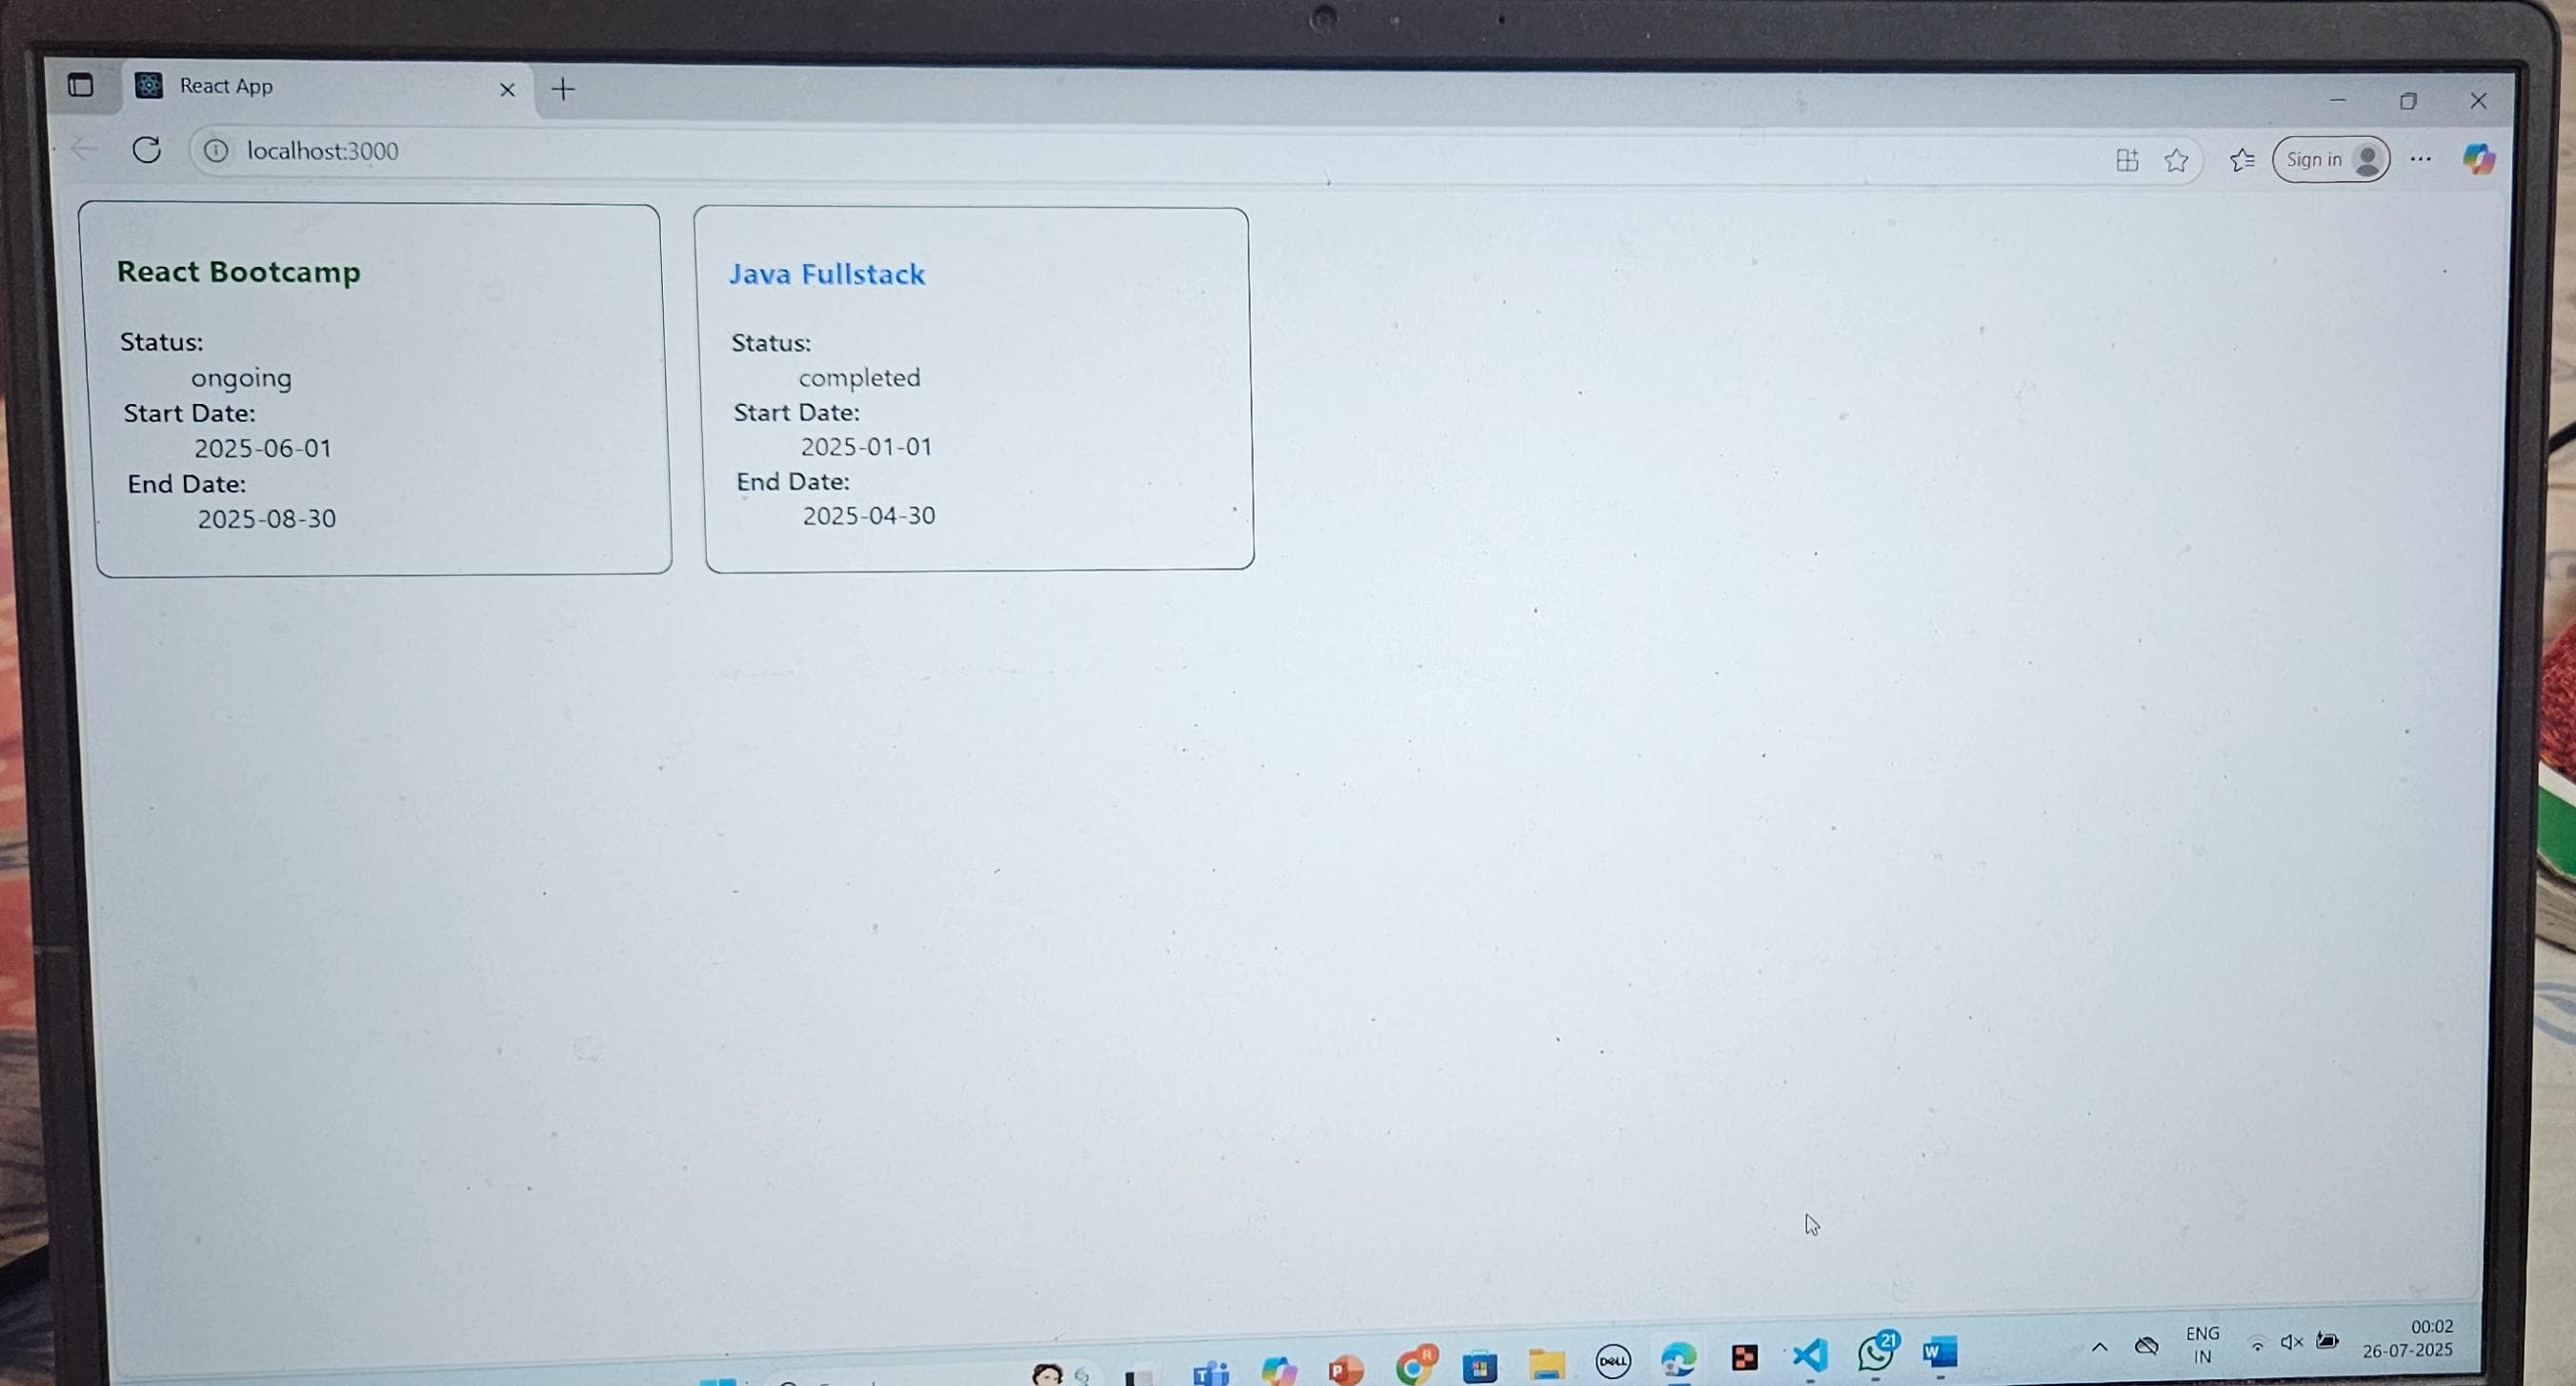 React App
localhost:3000
Sign in
React Bootcamp
Status:
ongoing
Start Date:
2025-06-01
End Date:
2025-08-30
Java Fullstack
Status:
completed
Start Date:
2025-01-01
End Date:
2025-04-30
DELL
21
ENG
IN
00:02
26-07-2025